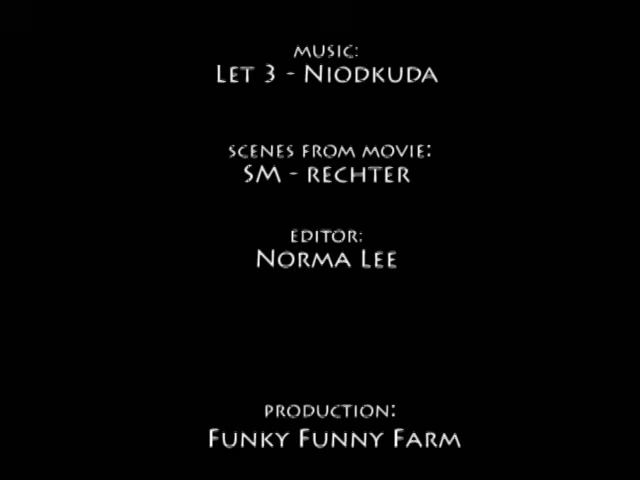 MUSIC:
LET 3 - NIODKUDA
SCENES FROM MOVIE:
SM - RECHTER
EDITOR:
NORMA LEE
PRODUCTION:
FUNKY FUNNY FARM